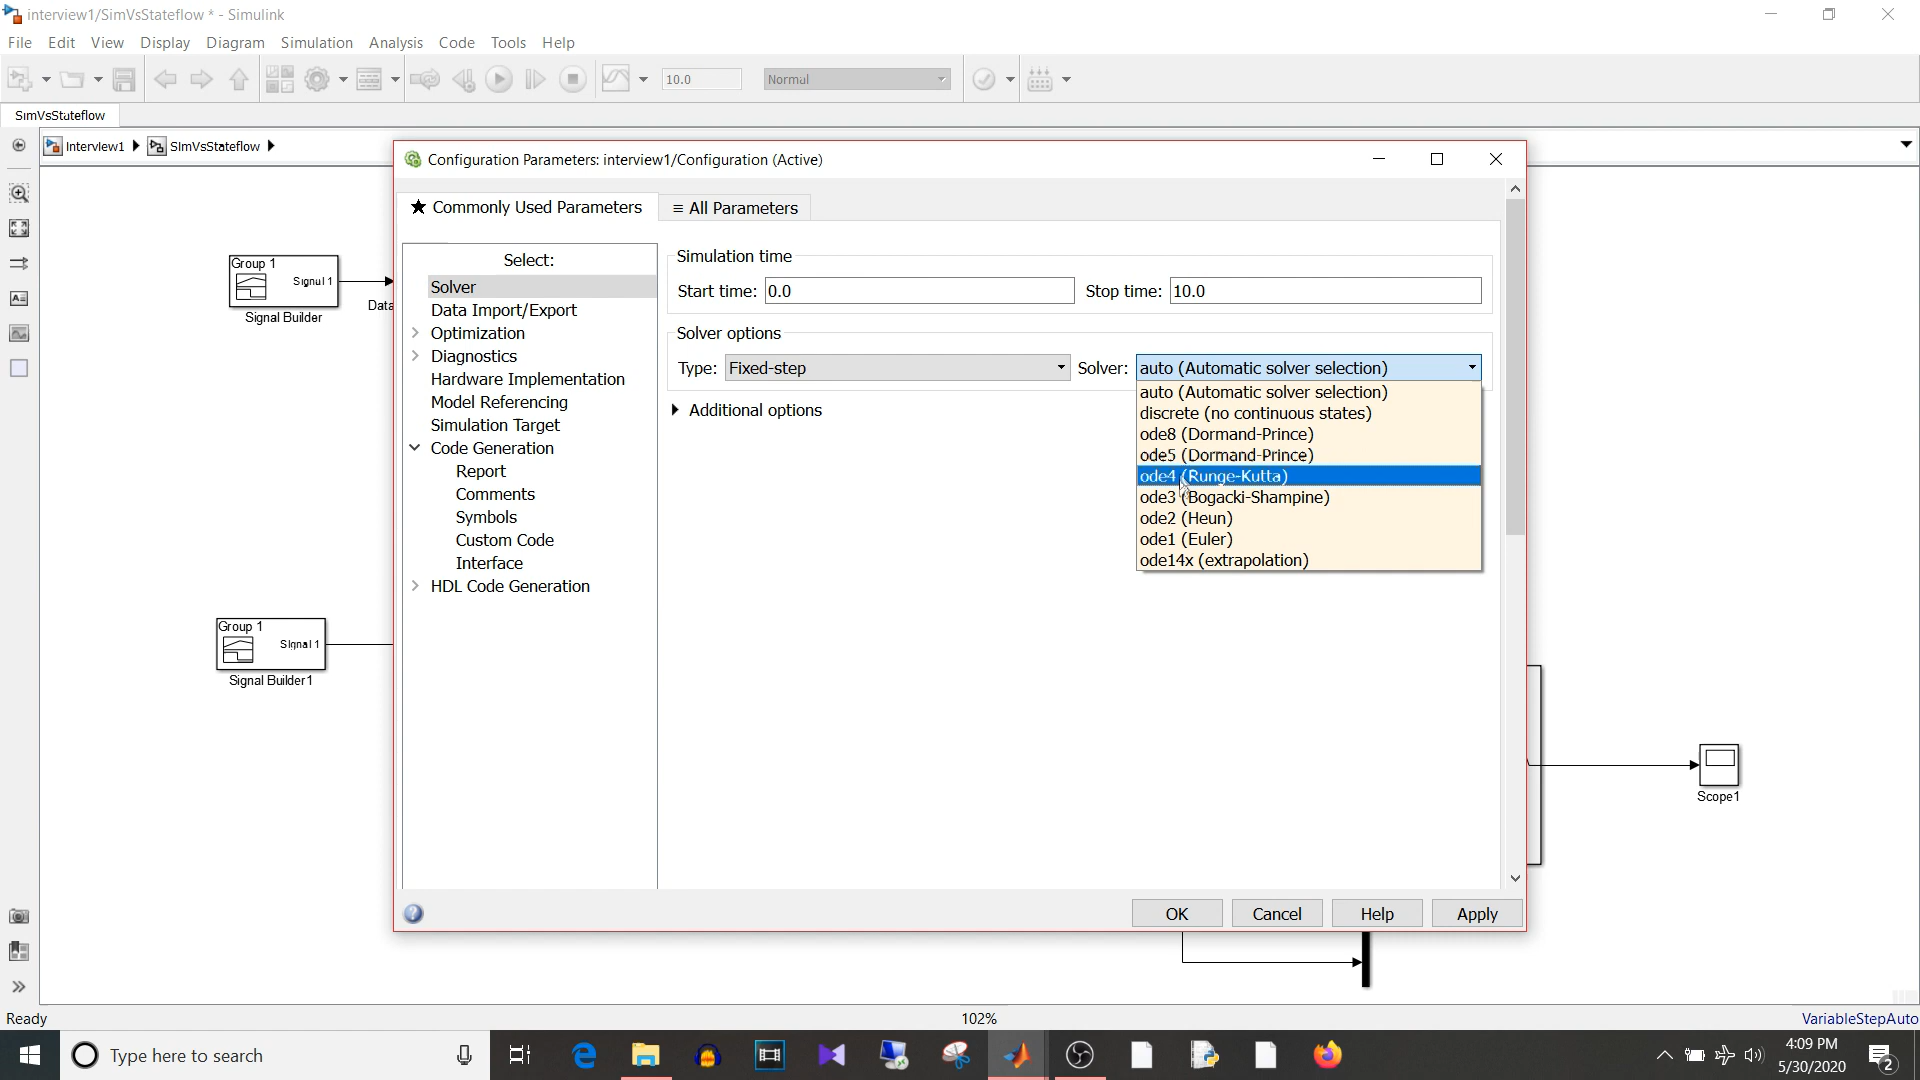 interview1/SimVsStateflow * - Simulink
File Edit View Display Diagram Simulation Analysis Code Tools Help
10.0 Normal
SimVsStateflow
interview1 SimVsStateflow
Configuration Parameters: interview1/Configuration (Active)
★ Commonly Used Parameters ≡ All Parameters
Select:
Solver
Data Import/Export
Optimization
Diagnostics
Hardware Implementation
Model Referencing
Simulation Target
Code Generation
Report
Comments
Symbols
Custom Code
Interface
HDL Code Generation
Simulation time
Start time: 0.0 Stop time: 10.0
Solver options
Type: Fixed-step Solver: auto (Automatic solver selection)
Additional options
auto (Automatic solver selection)
discrete (no continuous states)
ode8 (Dormand-Prince)
ode5 (Dormand-Prince)
ode4 (Runge-Kutta)
ode3 (Bogacki-Shampine)
ode2 (Heun)
ode1 (Euler)
ode14x (extrapolation)
OK Cancel Help Apply
Group 1
Signal 1
Signal Builder
Data
Group 1
Signal 1
Signal Builder1
Scope1
Ready 102% VariableStepAuto
Type here to search
4:09 PM
5/30/2020
2